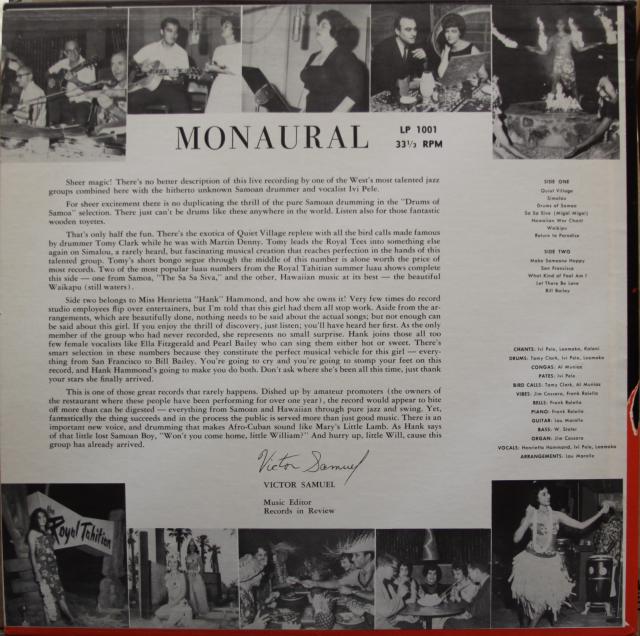 MONAURAL
LP 1001
33⅓ RPM
Sheer magic! There's no better description of this live recording by one of the West's most talented jazz
groups combined here with the hitherto unknown Samoan drummer and vocalist Ivi Pele.
For sheer excitement there is no duplicating the thrill of the pure Samoan drumming in the "Drums of
Samoa" selection. There just can't be drums like these anywhere in the world. Listen also for those fantastic
wooden toyetes.
That's only half the fun. There's the exotica of Quiet Village replete with all the bird calls made famous
by drummer Tomy Clark while he was with Martin Denny. Tomy leads the Royal Tees into something else
again on Simalou, a rarely heard, but fascinating musical creation that reaches perfection in the hands of this
talented group. Tomy's short bongo segue through the middle of this number is alone worth the price of
most records. Two of the most popular luau numbers from the Royal Tahitian summer luau shows complete
this side — one from Samoa, "The Sa Sa Siva," and the other, Hawaiian music at its best — the beautiful
Waikapu (still waters).
Side two belongs to Miss Henrietta "Hank" Hammond, and how she owns it! Very few times do record
studio employees flip over entertainers, but I'm told that this girl had them all stop work. Aside from the ar-
rangements, which are beautifully done, nothing needs to be said about the actual songs; but not enough can
be said about this girl. If you enjoy the thrill of discovery, just listen; you'll have heard her first. As the only
member of the group who had never recorded, she represents no small surprise. Hank joins those all too
few female vocalists like Ella Fitzgerald and Pearl Bailey who can sing them either hot or sweet. There's
smart selection in these numbers because they constitute the perfect musical vehicle for this girl — every-
thing from San Francisco to Bill Bailey. You're going to cry and you're going to stomp your feet on this
record, and Hank Hammond's going to make you do both. Don't ask where she's been all this time, just thank
your stars she finally arrived.
This is one of those great records that rarely happens. Dished up by amateur promoters (the owners of
the restaurant where these people have been performing for over one year), the record would appear to bite
off more than can be digested — everything from Samoan and Hawaiian through pure jazz and swing. Yet,
fantastically the thing succeeds and in the process the public is served more than just good music. There is an
important new voice, and drumming that makes Afro-Cuban sound like Mary's Little Lamb. As Hank says
of that little lost Samoan Boy, "Won't you come home, little William?" And hurry up, little Will, cause this
group has already arrived.
Victor Samuel
VICTOR SAMUEL
Music Editor
Records in Review
SIDE ONE
Quiet Village
Simalou
Drums of Samoa
Sa Sa Siva (Migai Migai)
Hawaiian War Chant
Waikapu
Return to Paradise
SIDE TWO
Make Someone Happy
San Francisco
What Kind of Fool Am I
Let There Be Love
Bill Bailey
CHANTS: Ivi Pele, Leamoka, Kalani
DRUMS: Tomy Clark, Ivi Pele, Leamoka
CONGAS: Al Muniaz
PATES: Ivi Pele
BIRD CALLS: Tomy Clark, Al Muniaz
VIBES: Jim Cassara, Frank Rolello
BELLS: Frank Rolello
PIANO: Frank Rolello
GUITAR: Lou Morello
BASS: W. Slater
ORGAN: Jim Cassara
VOCALS: Henrietta Hammond, Ivi Pele, Leamoka
ARRANGEMENTS: Lou Morello
the
Royal Tahitian